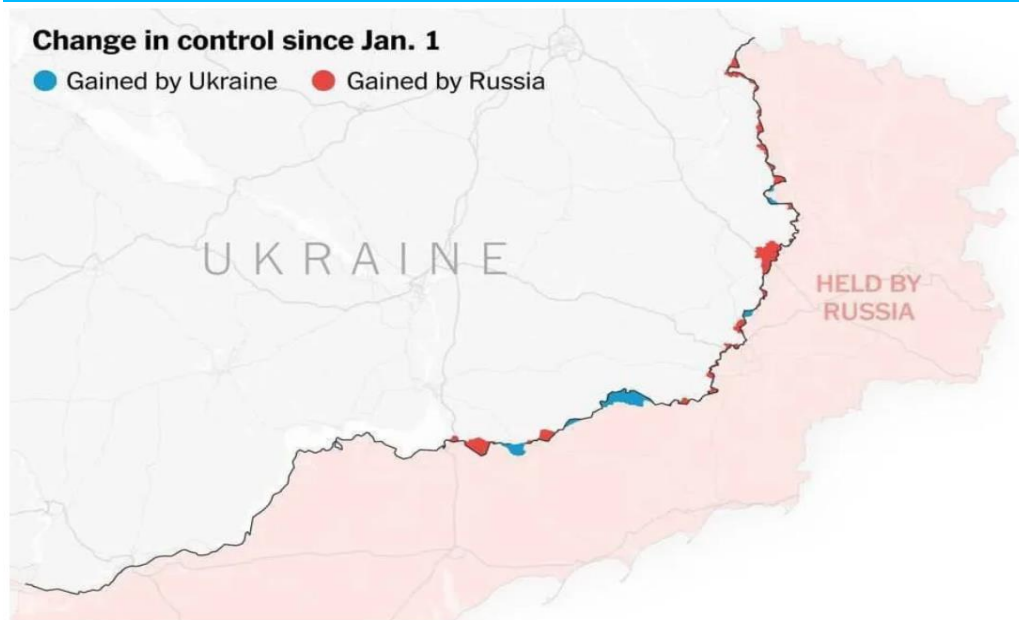 Change in control since Jan. 1
Gained by Ukraine Gained by Russia
UKRAINE
HELD BY
RUSSIA